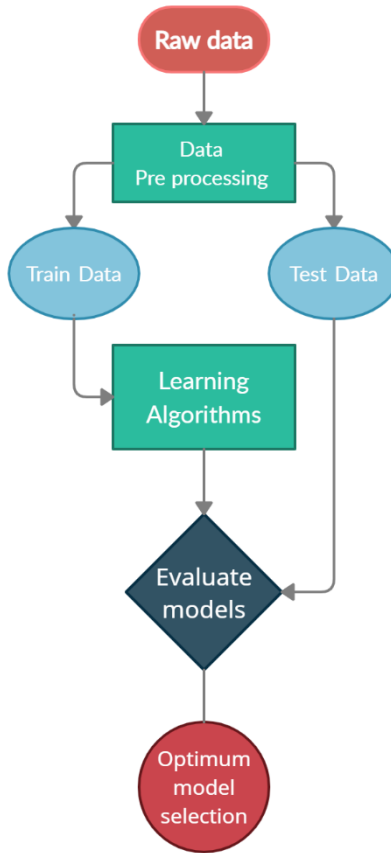 Raw data
Data
Pre processing
Train Data
Test Data
Learning
Algorithms
Evaluate
models
Optimum
model
selection